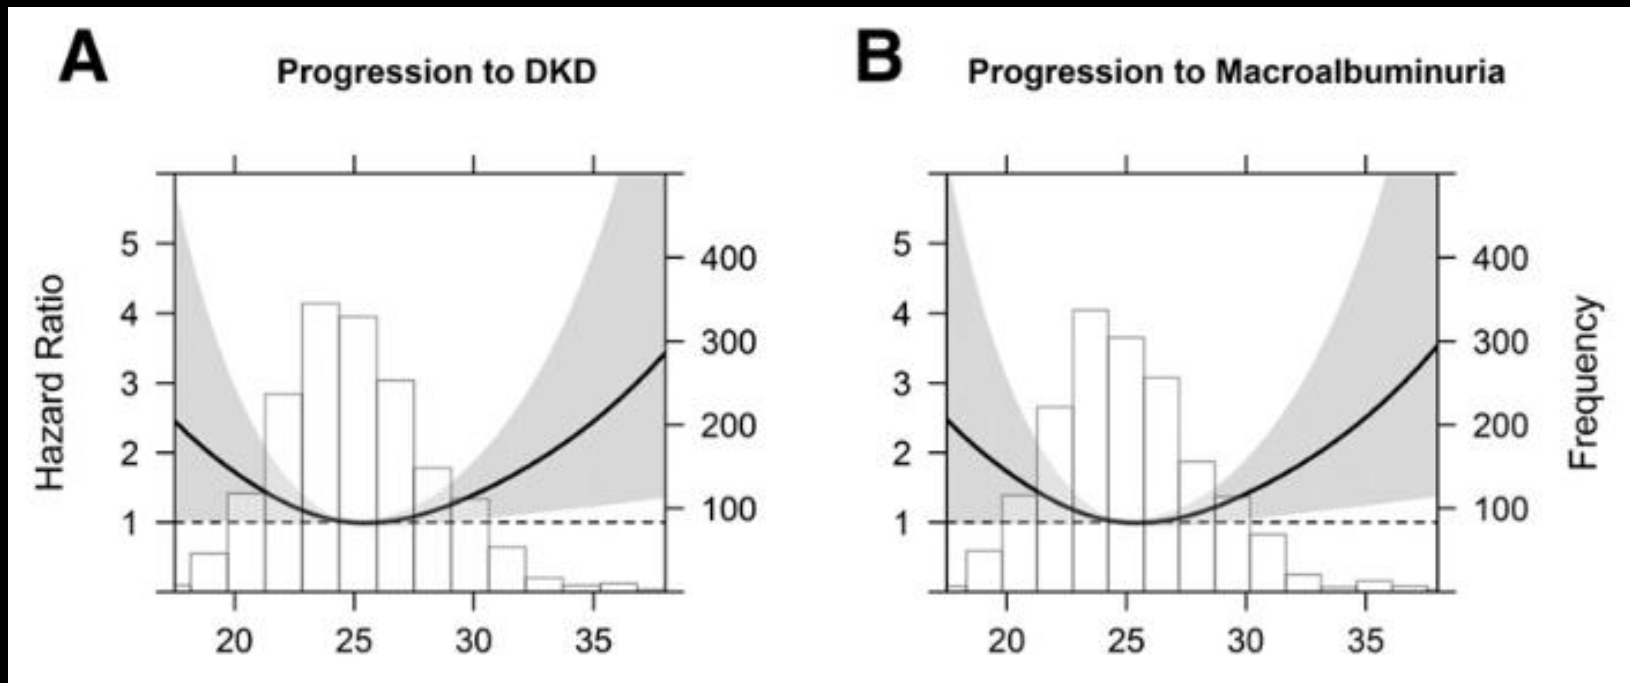 A
Progression to DKD
B
Progression to Macroalbuminuria
Hazard Ratio
5
4
3
2
1
400
300
200
100
20 25 30 35
5
4
3
2
1
400
300
200
100
Frequency
20 25 30 35